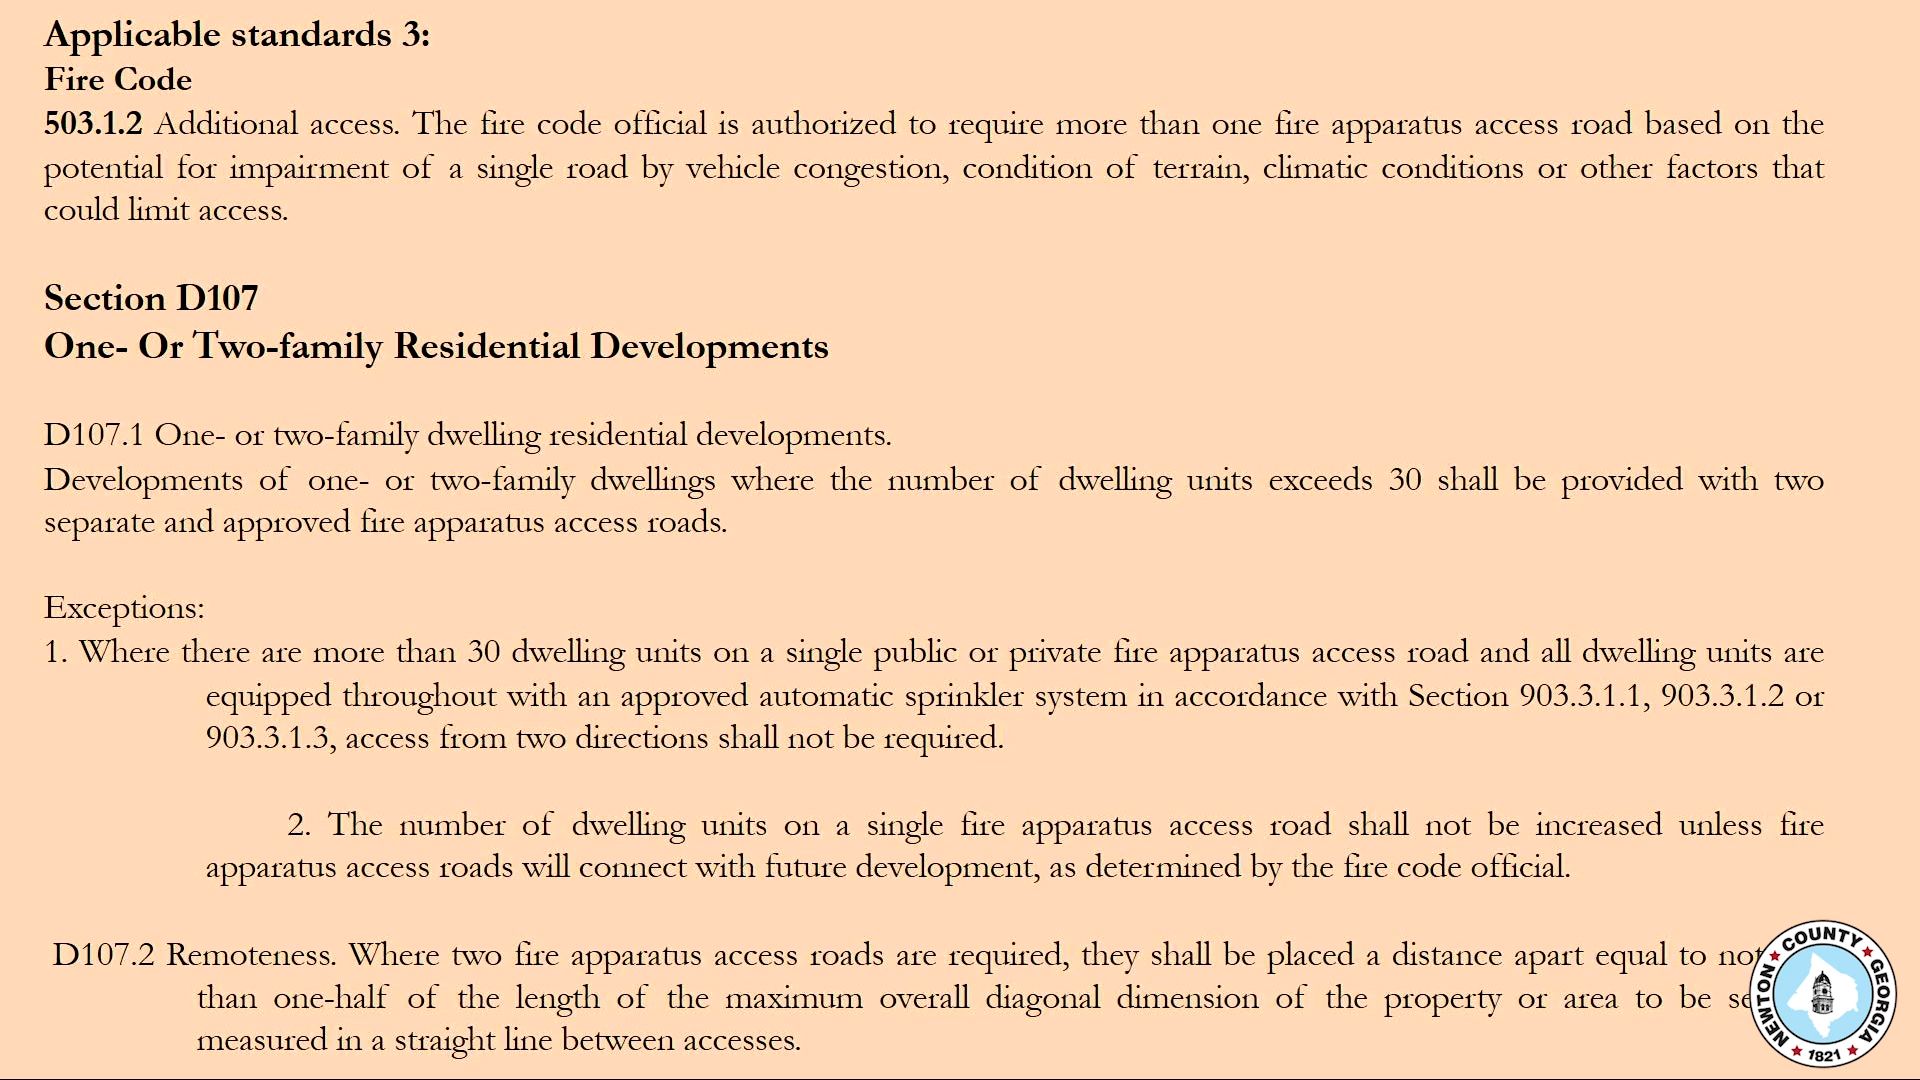 Applicable standards 3:
Fire Code
503.1.2 Additional access. The fire code official is authorized to require more than one fire apparatus access road based on the
potential for impairment of a single road by vehicle congestion, condition of terrain, climatic conditions or other factors that
could limit access.
Section D107
One- Or Two-family Residential Developments
D107.1 One- or two-family dwelling residential developments.
Developments of one- or two-family dwellings where the number of dwelling units exceeds 30 shall be provided with two
separate and approved fire apparatus access roads.
Exceptions:
1. Where there are more than 30 dwelling units on a single public or private fire apparatus access road and all dwelling units are
equipped throughout with an approved automatic sprinkler system in accordance with Section 903.3.1.1, 903.3.1.2 or
903.3.1.3, access from two directions shall not be required.
2. The number of dwelling units on a single fire apparatus access road shall not be increased unless fire
apparatus access roads will connect with future development, as determined by the fire code official.
D107.2 Remoteness. Where two fire apparatus access roads are required, they shall be placed a distance apart equal to not
than one-half of the length of the maximum overall diagonal dimension of the property or area to be
measured in a straight line between accesses.
NEWTON COUNTY GEORGIA
1821